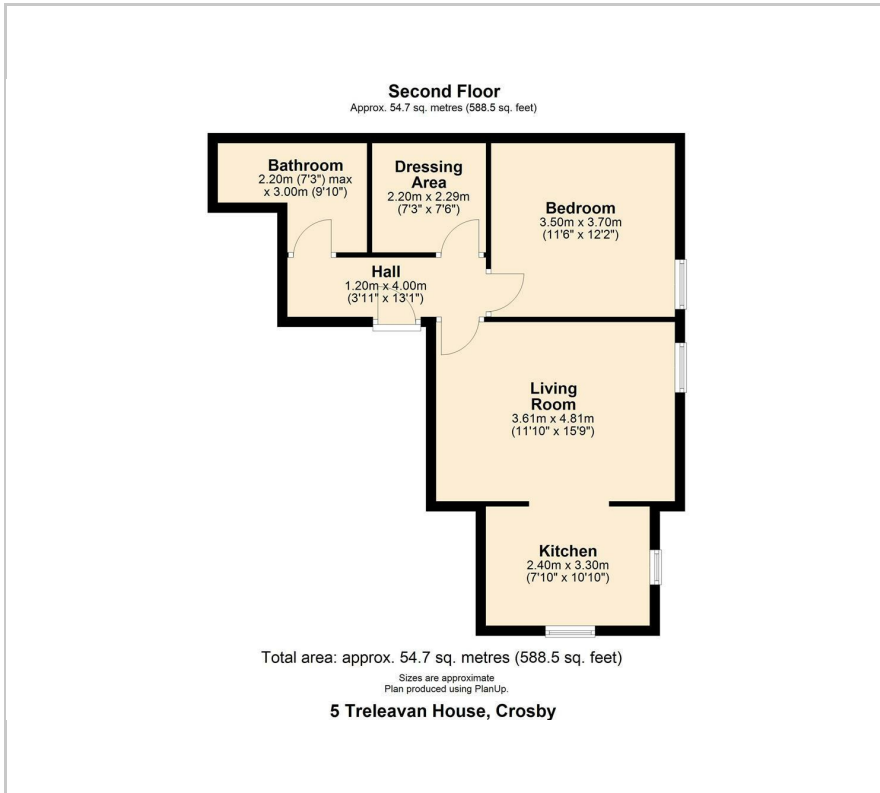 Second Floor
Approx. 54.7 sq. metres (588.5 sq. feet)
Bathroom
2.20m (7'3") max
x 3.00m (9'10")
Dressing
Area
2.20m x 2.29m
(7'3" x 7'6")
Bedroom
3.50m x 3.70m
(11'6" x 12'2")
Hall
1.20m x 4.00m
(3'11" x 13'1")
Living
Room
3.61m x 4.81m
(11'10" x 15'9")
Kitchen
2.40m x 3.30m
(7'10" x 10'10")
Total area: approx. 54.7 sq. metres (588.5 sq. feet)
Sizes are approximate
Plan produced using PlanUp.
5 Treleavan House, Crosby